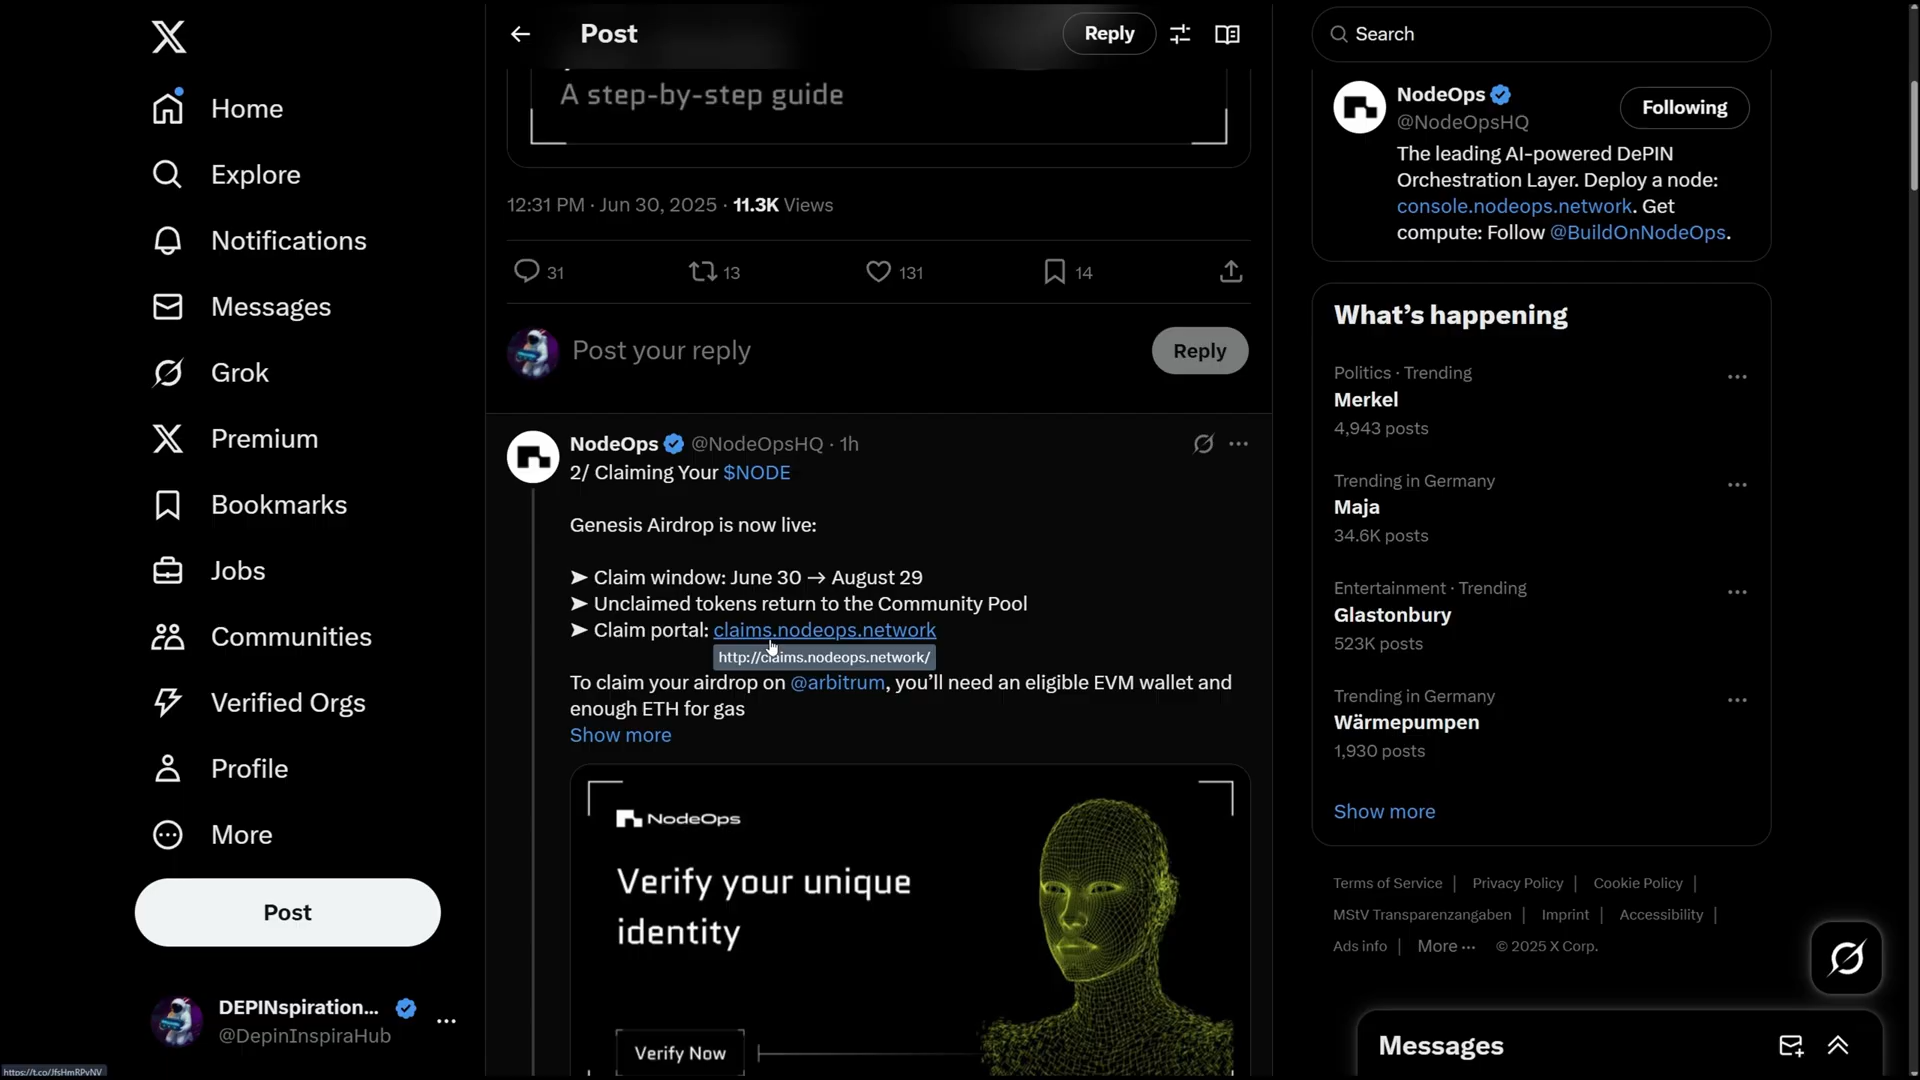 Home
Explore
Notifications
Messages
Grok
Premium
Bookmarks
Jobs
Communities
Verified Orgs
Profile
More
Post
DEPINspiration...
@DepinInspiraHub
https://t.co/JfsHmRPvNV
Post
Reply
A step-by-step guide
12:31 PM · Jun 30, 2025 · 11.3K Views
31
13
131
14
Post your reply
Reply
NodeOps @NodeOpsHQ · 1h
2/ Claiming Your $NODE
Genesis Airdrop is now live:
➤ Claim window: June 30 → August 29
➤ Unclaimed tokens return to the Community Pool
➤ Claim portal: claims.nodeops.network
http://claims.nodeops.network/
To claim your airdrop on @arbitrum, you’ll need an eligible EVM wallet and
enough ETH for gas
Show more
NodeOps
Verify your unique
identity
Verify Now
Search
NodeOps
@NodeOpsHQ
Following
The leading AI-powered DePIN
Orchestration Layer. Deploy a node:
console.nodeops.network. Get
compute: Follow @BuildOnNodeOps.
What’s happening
Politics · Trending
Merkel
4,943 posts
Trending in Germany
Maja
34.6K posts
Entertainment · Trending
Glastonbury
523K posts
Trending in Germany
Wärmepumpen
1,930 posts
Show more
Terms of Service | Privacy Policy | Cookie Policy |
MStV Transparenzangaben | Imprint | Accessibility |
Ads info | More ··· © 2025 X Corp.
Messages